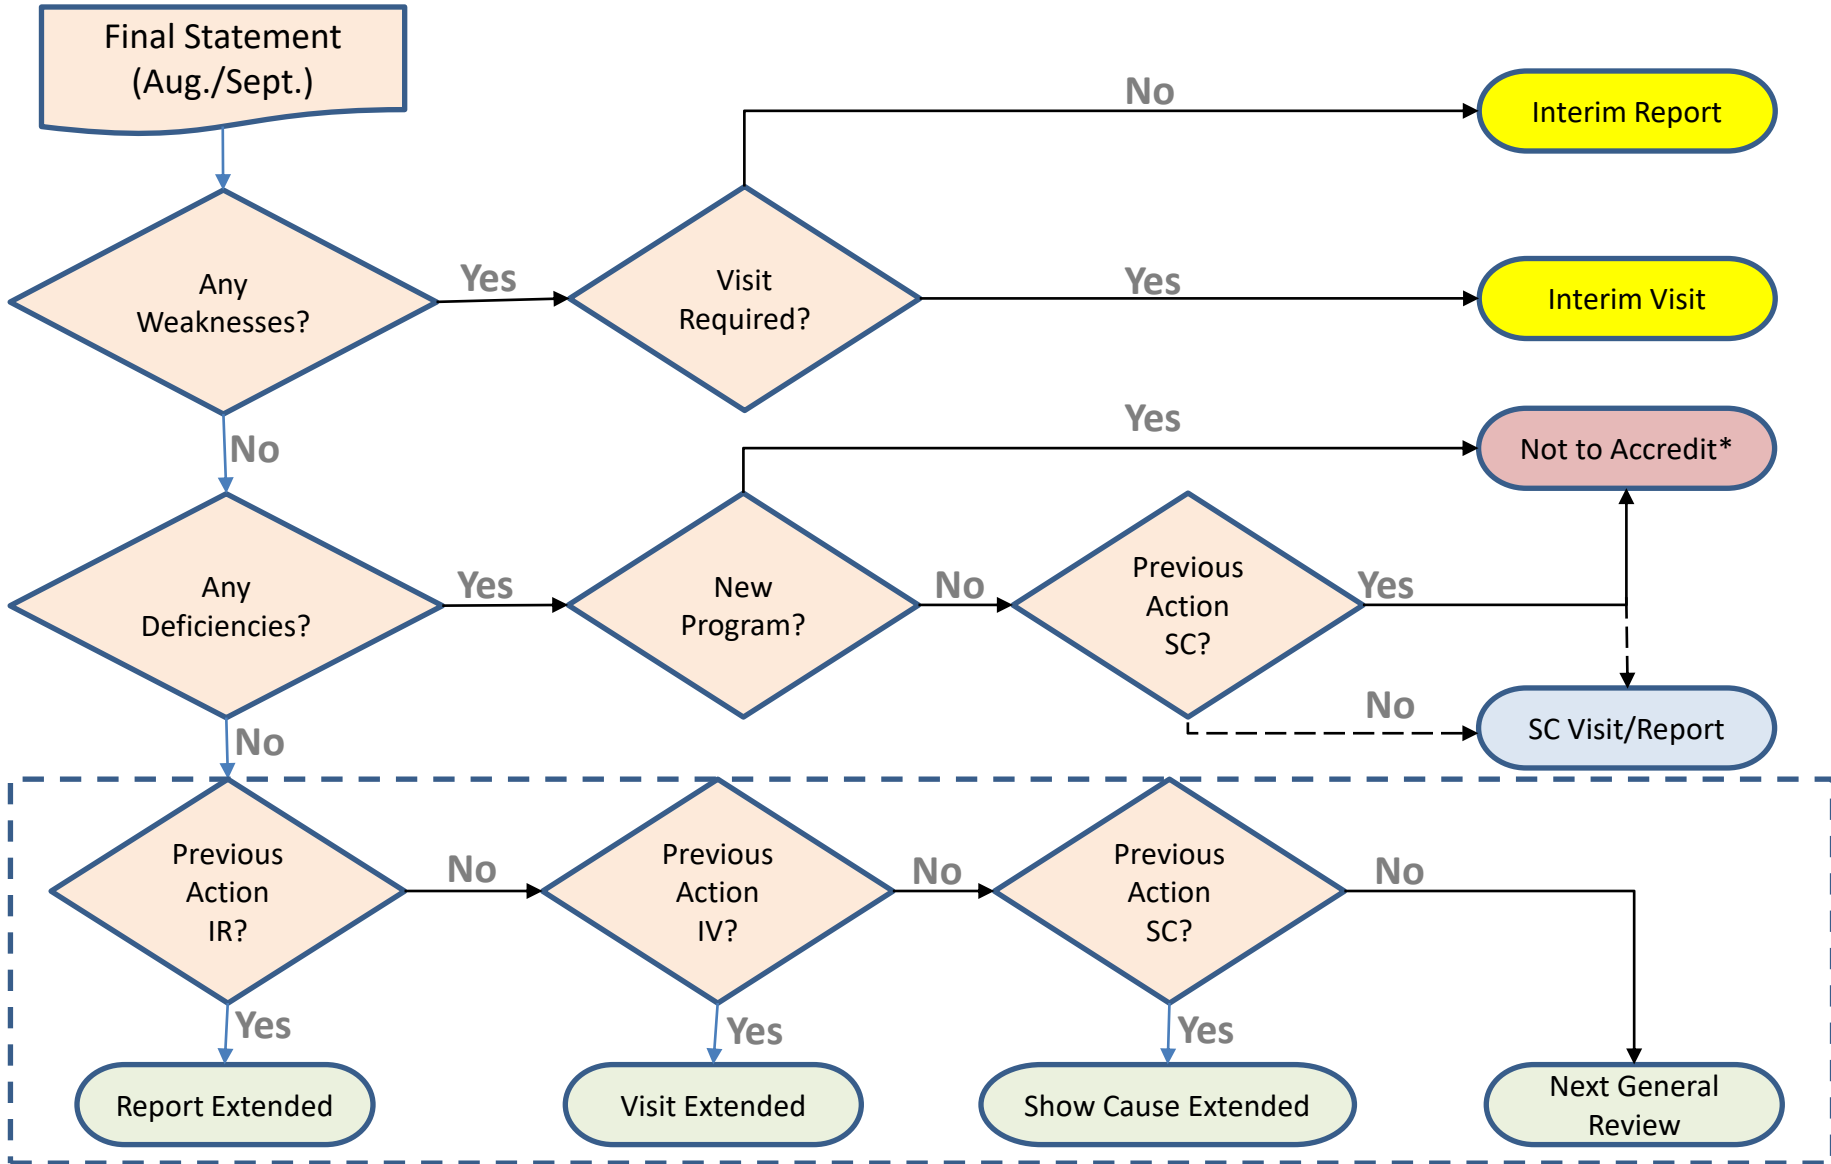 Final Statement
(Aug./Sept.)
No
Interim Report
Any
Weaknesses?
Yes
Visit
Required?
Yes
Interim Visit
No
Yes
Not to Accredit*
Any
Deficiencies?
Yes
New
Program?
No
Previous
Action
SC?
Yes
No
SC Visit/Report
No
Previous
Action
IR?
No
Previous
Action
IV?
No
Previous
Action
SC?
No
Yes
Yes
Yes
Report Extended
Visit Extended
Show Cause Extended
Next General
Review